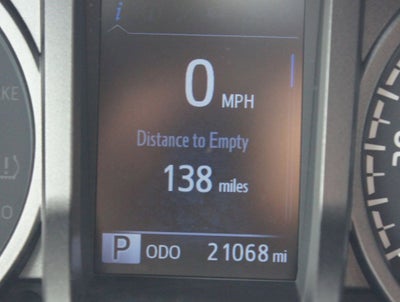 i
0 MPH
Distance to Empty
138 miles
P ODO 21068 mi